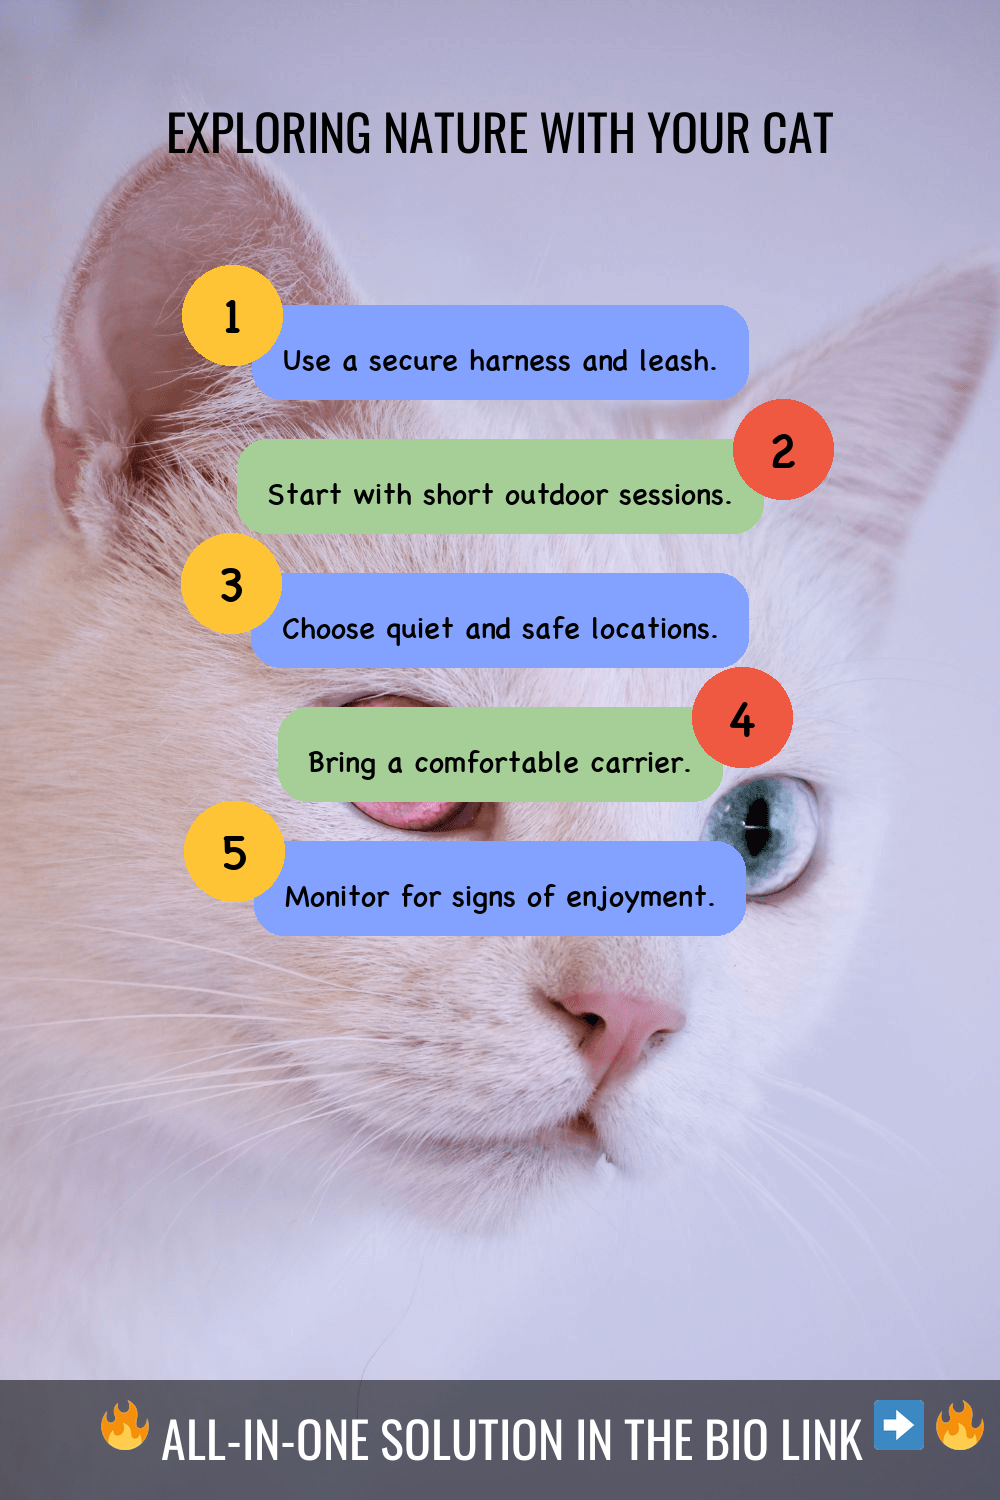 EXPLORING NATURE WITH YOUR CAT
1
Use a secure harness and leash.
2
Start with short outdoor sessions.
3
Choose quiet and safe locations.
4
Bring a comfortable carrier.
5
Monitor for signs of enjoyment.
🔥 ALL-IN-ONE SOLUTION IN THE BIO LINK ➡️ 🔥